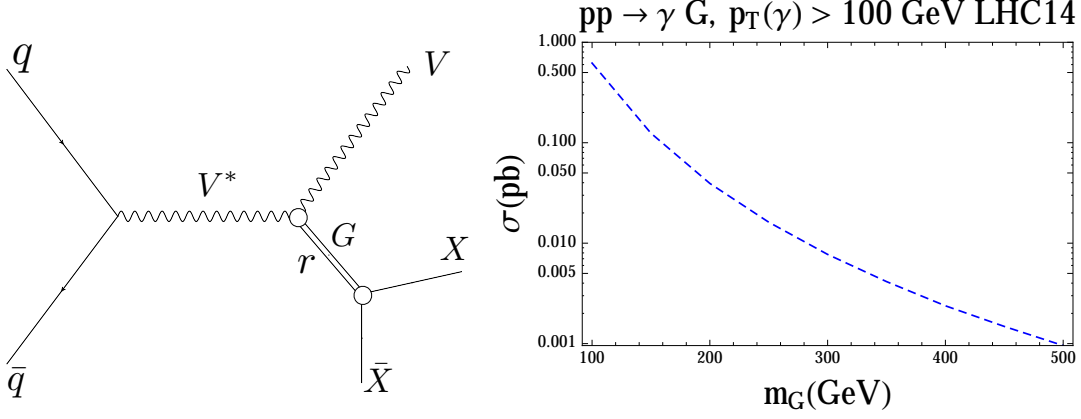 q
V
V*
G
r
X
q̄
X̄
pp → γ G, p_T(γ) > 100 GeV LHC14
σ(pb)
1.000
0.500
0.100
0.050
0.010
0.005
0.001
100 200 300 400 500
m_G(GeV)